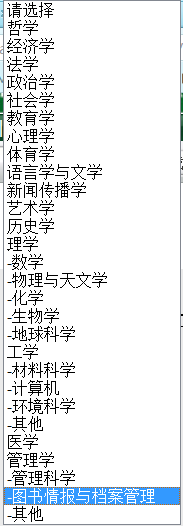 请选择
哲学
经济学
法学
政治学
社会学
教育学
心理学
体育学
语言学与文学
新闻传播学
艺术学
历史学
理学
-数学
-物理与天文学
-化学
-生物学
-地球科学
工学
-材料科学
-计算机
-环境科学
-其他
医学
管理学
-管理科学
-图书情报与档案管理
-其他